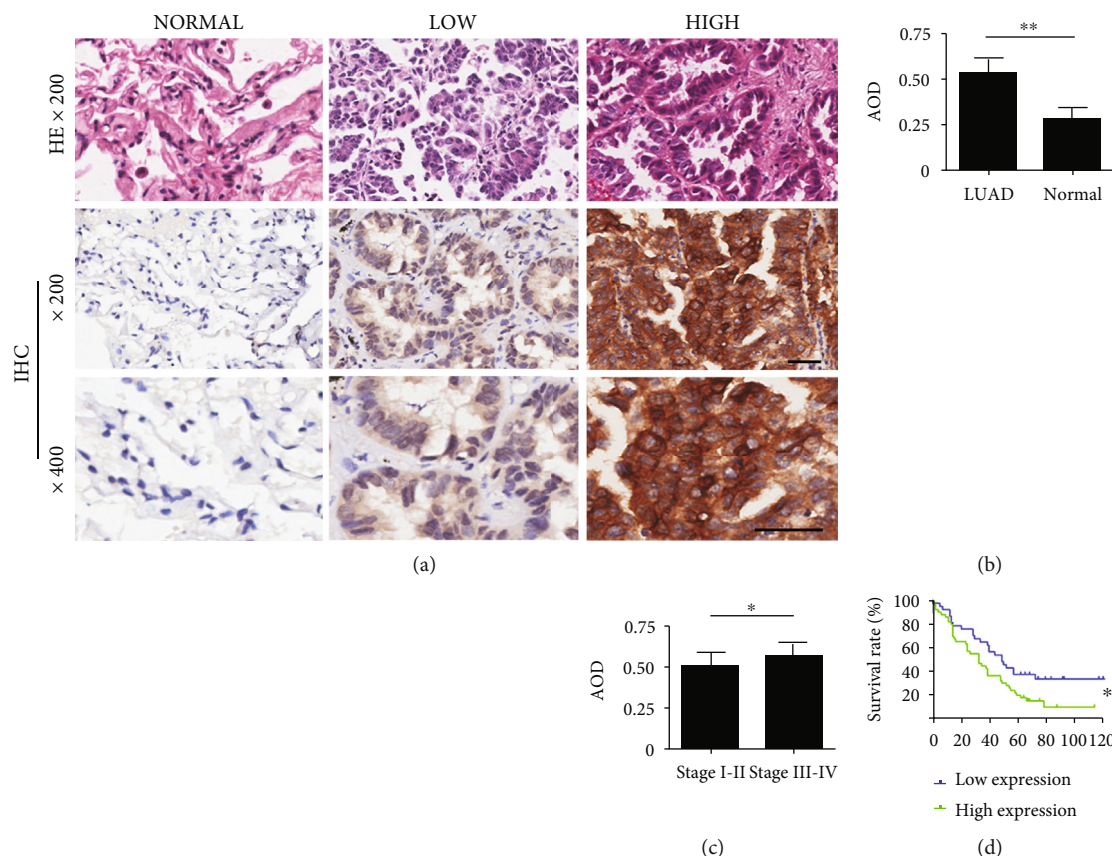 NORMAL LOW HIGH
HE × 200
IHC
× 200
× 400
(a)
**
AOD
0.75
0.50
0.25
0
LUAD Normal
(b)
*
AOD
0.75
0.50
0.25
0
Stage I-II Stage III-IV
(c)
Survival rate (%)
100
80
60
40
20
*
0 20 40 60 80 100 120
Low expression
High expression
(d)